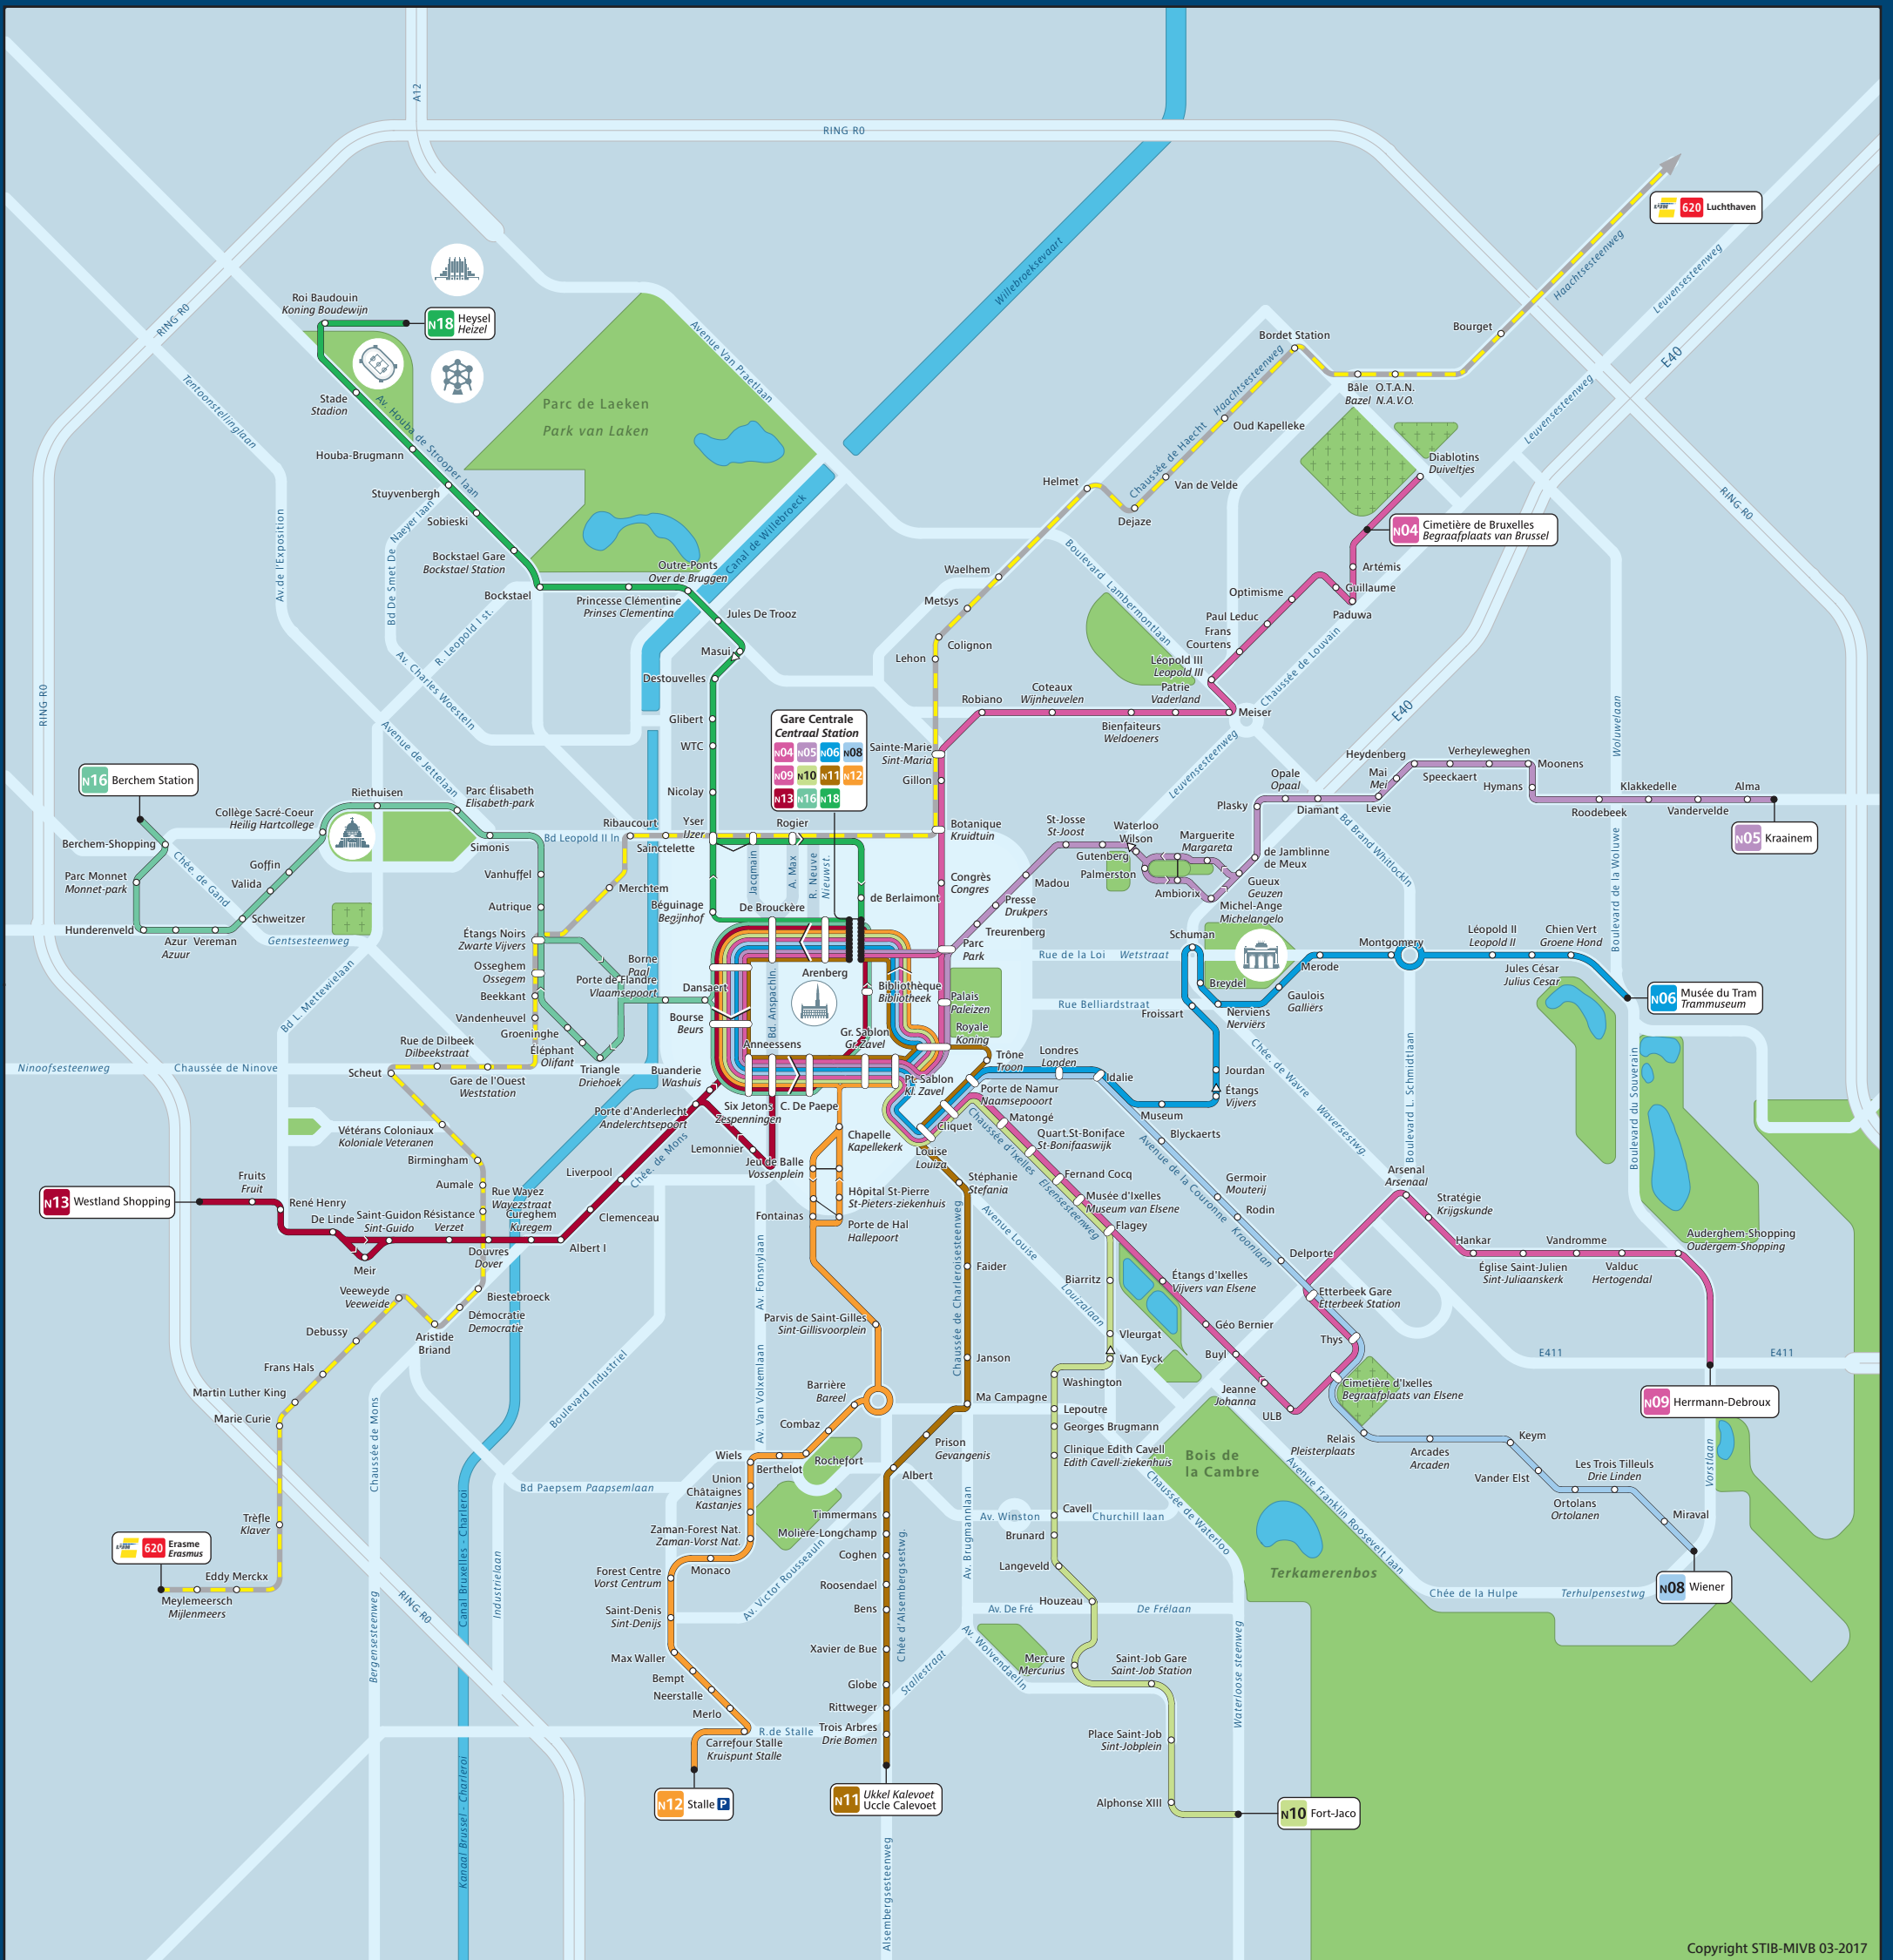 A12
RING R0
620 Luchthaven
Haachtsesteenweg
Leuvensesteenweg
Willebroeksevaart
E40
RING R0
Roi Baudouin
Koning Boudewijn
N18 Heysel
Heizel
Avenue Van Praetlaan
Bourget
Bordet Station
Bâle
Bazel
O.T.A.N.
N.A.V.O.
Tentoonstellinglaan
Stade
Stadion
Av. Houba de Strooper laan
Parc de Laeken
Park van Laken
Haachtsesteenweg
Oud Kapelleke
Leuvensesteenweg
Houba-Brugmann
Chaussée de Haecht
Diablotins
Duiveltjes
Stuyvenbergh
Helmet
Van de Velde
RING R0
Sobieski
Bd De Smet De Naeyer laan
Dejaze
Canal de Willebroeck
N04 Cimetière de Bruxelles
Begraafplaats van Brussel
Av.de l'Exposition
Bockstael Gare
Bockstael Station
Outre-Ponts
Over de Bruggen
Boulevard Lambermontlaan
Waelhem
Artémis
Bockstael
Princesse Clémentine
Prinses Clementina
Metsys
Optimisme
Guillaume
Jules De Trooz
Paul Leduc
Paduwa
R. Leopold I st.
Colignon
Frans
Courtens
Masui
Lehon
Léopold III
Leopold III
Chaussée de Louvain
Av. Charles Woesteln
Destouvelles
Robiano
Coteaux
Wijnheuvelen
Patrie
Vaderland
RING R0
Glibert
Bienfaiteurs
Weldoeners
Meiser
E40
Woluwelaan
Avenue de Jettelaan
WTC
Gare Centrale
Centraal Station
N04 N05 N06 N08
N09 N10 N11 N12
N13 N16 N18
Sainte-Marie
Sint-Maria
Leuvensesteenweg
Heydenberg
Verheyleweghen
Moonens
N16 Berchem Station
Riethuisen
Parc Élisabeth
Elisabeth-park
Nicolay
Gillon
Opale
Opaal
Mai
Mei
Speeckaert
Hymans
Klakkedelle
Alma
Collège Sacré-Coeur
Heilig Hartcollege
Plasky
Diamant
Levie
Roodebeek
Vandervelde
Ribaucourt
Yser
IJzer
Rogier
Botanique
Kruidtuin
St-Josse
St-Joost
Waterloo
Wilson
Marguerite
Margareta
N05 Kraainem
Berchem-Shopping
Simonis
Bd Leopold II ln
Sainctelette
Gutenberg
de Jamblinne
de Meux
Bd Brand Whitlockln
Chée. de Gand
Goffin
Vanhuffel
Merchtem
Jacqmain
A. Max
R. Neuve
Nieuwst.
Congrès
Congres
Madou
Palmerston
Gueux
Geuzen
Parc Monnet
Monnet-park
Valida
Autrique
Béguinage
Begijnhof
De Brouckère
de Berlaimont
Presse
Drukpers
Ambiorix
Michel-Ange
Michelangelo
Boulevard de la Woluwe
Schweitzer
Hunderenveld
Azur
Azuur
Vereman
Gentsesteenweg
Étangs Noirs
Zwarte Vijvers
Treurenberg
Schuman
Montgomery
Léopold II
Leopold II
Chien Vert
Groene Hond
Parc
Park
Rue de la Loi Wetstraat
Merode
Jules César
Julius Cesar
Osseghem
Ossegem
Borne
Paal
Porte de Flandre
Vlaamsepoort
Dansaert
Arenberg
Bibliothèque
Bibliotheek
Breydel
Gaulois
Galliërs
N06 Musée du Tram
Trammuseum
Bd L. Mettewielaan
Beekkant
Palais
Paleizen
Rue Belliardstraat
Froissart
Nerviens
Nerviërs
Vandenheuvel
Bourse
Beurs
Bd. Anspachln.
Groeninghe
Gr. Sablon
Gr. Zavel
Royale
Koning
Rue de Dilbeek
Dilbeekstraat
Éléphant
Olifant
Anneessens
Trône
Troon
Londres
Londen
Chée. de Wavre Waversestwg.
Boulevard L. Schmidtlaan
Boulevard du Souverain
Ninoofsesteenweg
Chaussée de Ninove
Scheut
Gare de l'Ouest
Weststation
Triangle
Driehoek
Buanderie
Washuis
Pt. Sablon
Kl. Zavel
Porte de Namur
Naamsepooort
Idalie
Jourdan
Étangs
Vijvers
Porte d'Anderlecht
Andelerchtsepoort
Six Jetons
Zespenningen
C. De Paepe
Museum
Vétérans Coloniaux
Koloniale Veteranen
Lemonnier
Chapelle
Kapellekerk
Cliquet
Matongé
Blyckaerts
Birmingham
Chée. de Mons
Jeu de Balle
Vossenplein
Louise
Louiza
Quart.St-Boniface
St-Bonifaaswijk
Chaussée d'Ixelles Elsensesteenweg
Avenue de la Couronne Kroonlaan
Liverpool
Stéphanie
Stefania
Fernand Cocq
Germoir
Mouterij
Arsenal
Arsenaal
N13 Westland Shopping
Fruits
Fruit
Aumale
Rue Wayez
Wayezstraat
Hôpital St-Pierre
St-Pieters-ziekenhuis
Musée d'Ixelles
Museum van Elsene
Rodin
Stratégie
Krijgskunde
René Henry
De Linde
Saint-Guidon
Sint-Guido
Résistance
Verzet
Cureghem
Kuregem
Clemenceau
Fontainas
Porte de Hal
Hallepoort
Avenue Louise Louizalaan
Flagey
Meir
Douvres
Dover
Albert I
Delporte
Hankar
Vandromme
Auderghem-Shopping
Oudergem-Shopping
Église Saint-Julien
Sint-Juliaanskerk
Valduc
Hertogendal
Av. Fonsnylaan
Faider
Biarritz
Étangs d'Ixelles
Vijvers van Elsene
Veeweyde
Veeweide
Biestebroeck
Démocratie
Democratie
Etterbeek Gare
Etterbeek Station
Debussy
Aristide
Briand
Parvis de Saint-Gilles
Sint-Gillisvoorplein
Chaussée de Charleroisesteenweg
Vleurgat
Géo Bernier
Thys
Frans Hals
Janson
Van Eyck
Buyl
E411
E411
Martin Luther King
Boulevard Industriel
Av. Van Volxemlaan
Barrière
Bareel
Ma Campagne
Washington
Jeanne
Johanna
Cimetière d'Ixelles
Begraafplaats van Elsene
N09 Herrmann-Debroux
Marie Curie
Chaussée de Mons
Combaz
Lepoutre
Georges Brugmann
ULB
Relais
Pleisterplaats
Keym
Wiels
Berthelot
Rochefort
Prison
Gevangenis
Clinique Edith Cavell
Edith Cavell-ziekenhuis
Bois de
la Cambre
Arcades
Arcaden
Vander Elst
Les Trois Tilleuls
Drie Linden
Vorstlaan
Bd Paepsem Paapsemlaan
Union
Châtaignes
Kastanjes
Albert
Chaussée de Waterloo
Avenue Franklin Roosevelt laan
Ortolans
Ortolanen
Miraval
Trèfle
Klaver
Canal Bruxelles - Charleroi
Zaman-Forest Nat.
Zaman-Vorst Nat.
Timmermans
Molière-Longchamp
Av. Brugmannlaan
Av. Winston Churchill laan
Cavell
Brunard
620 Erasme
Erasmus
Eddy Merckx
Industrielaan
Forest Centre
Vorst Centrum
Monaco
Coghen
Langeveld
Terkamerenbos
Meylemeersch
Mijlenmeers
Av. Victor Rousseauln
Roosendael
Houzeau
Chée de la Hulpe Terhulpensestwg
N08 Wiener
Bergensesteenweg
RING R0
Saint-Denis
Sint-Denijs
Bens
Av. De Fré De Frélaan
Chée d'Alsembergsestwg.
Max Waller
Xavier de Bue
Av. Wolvendaelln
Mercure
Mercurius
Saint-Job Gare
Saint-Job Station
Waterloose steenweg
Bempt
Neerstalle
Globe
Stallestraat
Merlo
Rittweger
R.de Stalle
Trois Arbres
Drie Bomen
Place Saint-Job
Sint-Jobplein
Carrefour Stalle
Kruispunt Stalle
N12 Stalle P
N11 Ukkel Kalevoet
Uccle Calevoet
Alphonse XIII
N10 Fort-Jaco
Kanaal Brussel - Charleroi
Alsembergsesteenweg
Copyright STIB-MIVB 03-2017